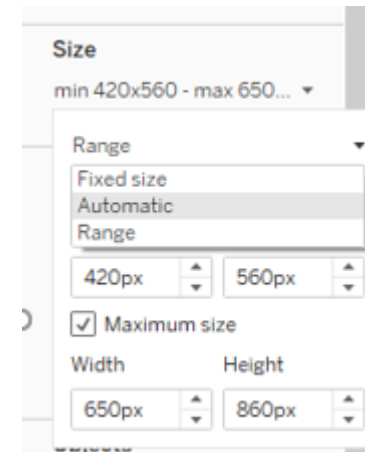 Size
min 420x560 - max 650...
Range
Fixed size
Automatic
Range
420px 560px
Maximum size
Width Height
650px 860px